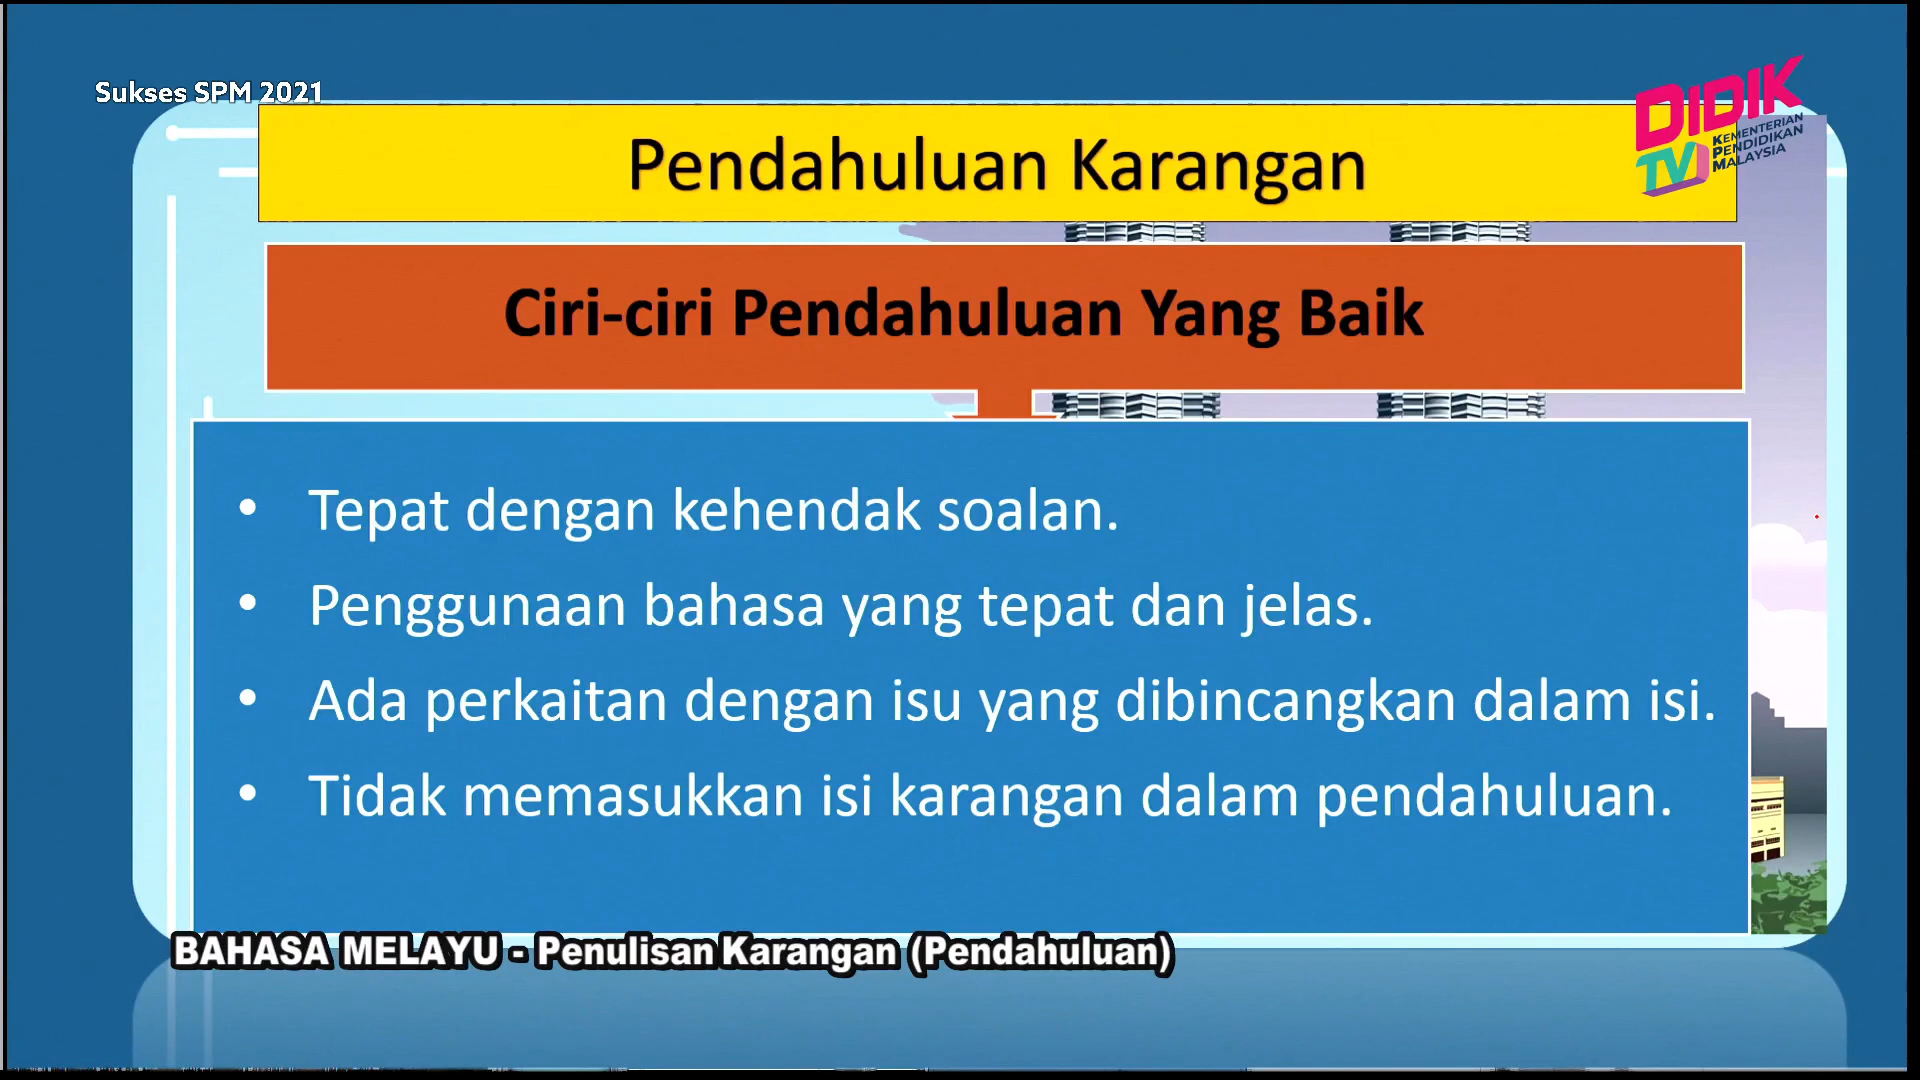 Sukses SPM 2021
DIDIK
TV
KEMENTERIAN
PENDIDIKAN
MALAYSIA
Pendahuluan Karangan
Ciri-ciri Pendahuluan Yang Baik
• Tepat dengan kehendak soalan.
• Penggunaan bahasa yang tepat dan jelas.
• Ada perkaitan dengan isu yang dibincangkan dalam isi.
• Tidak memasukkan isi karangan dalam pendahuluan.
BAHASA MELAYU - Penulisan Karangan (Pendahuluan)